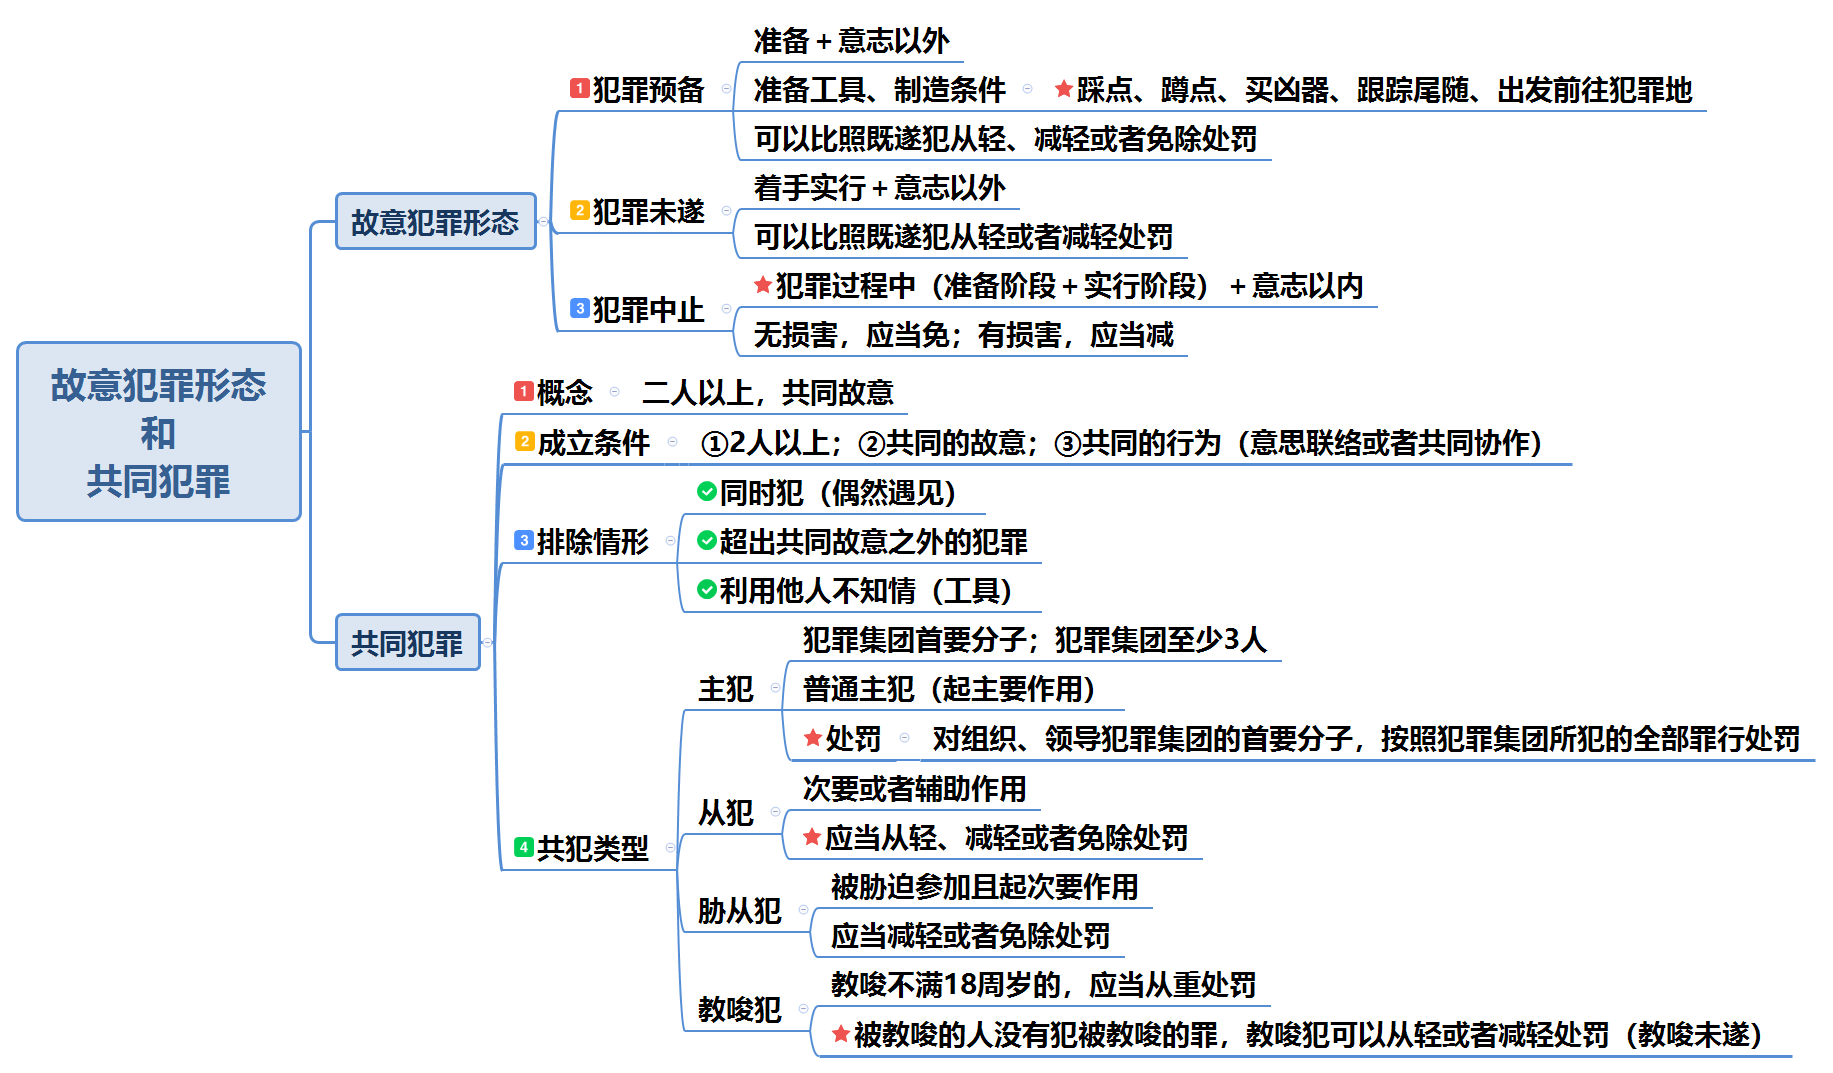 故意犯罪形态
和
共同犯罪
故意犯罪形态
1 犯罪预备
准备＋意志以外
准备工具、制造条件
踩点、蹲点、买凶器、跟踪尾随、出发前往犯罪地
可以比照既遂犯从轻、减轻或者免除处罚
2 犯罪未遂
着手实行＋意志以外
可以比照既遂犯从轻或者减轻处罚
3 犯罪中止
犯罪过程中（准备阶段＋实行阶段）＋意志以内
无损害，应当免；有损害，应当减
共同犯罪
1 概念
二人以上，共同故意
2 成立条件
①2人以上；②共同的故意；③共同的行为（意思联络或者共同协作）
3 排除情形
同时犯（偶然遇见）
超出共同故意之外的犯罪
利用他人不知情（工具）
4 共犯类型
主犯
犯罪集团首要分子；犯罪集团至少3人
普通主犯（起主要作用）
处罚
对组织、领导犯罪集团的首要分子，按照犯罪集团所犯的全部罪行处罚
从犯
次要或者辅助作用
应当从轻、减轻或者免除处罚
胁从犯
被胁迫参加且起次要作用
应当减轻或者免除处罚
教唆犯
教唆不满18周岁的，应当从重处罚
被教唆的人没有犯被教唆的罪，教唆犯可以从轻或者减轻处罚（教唆未遂）